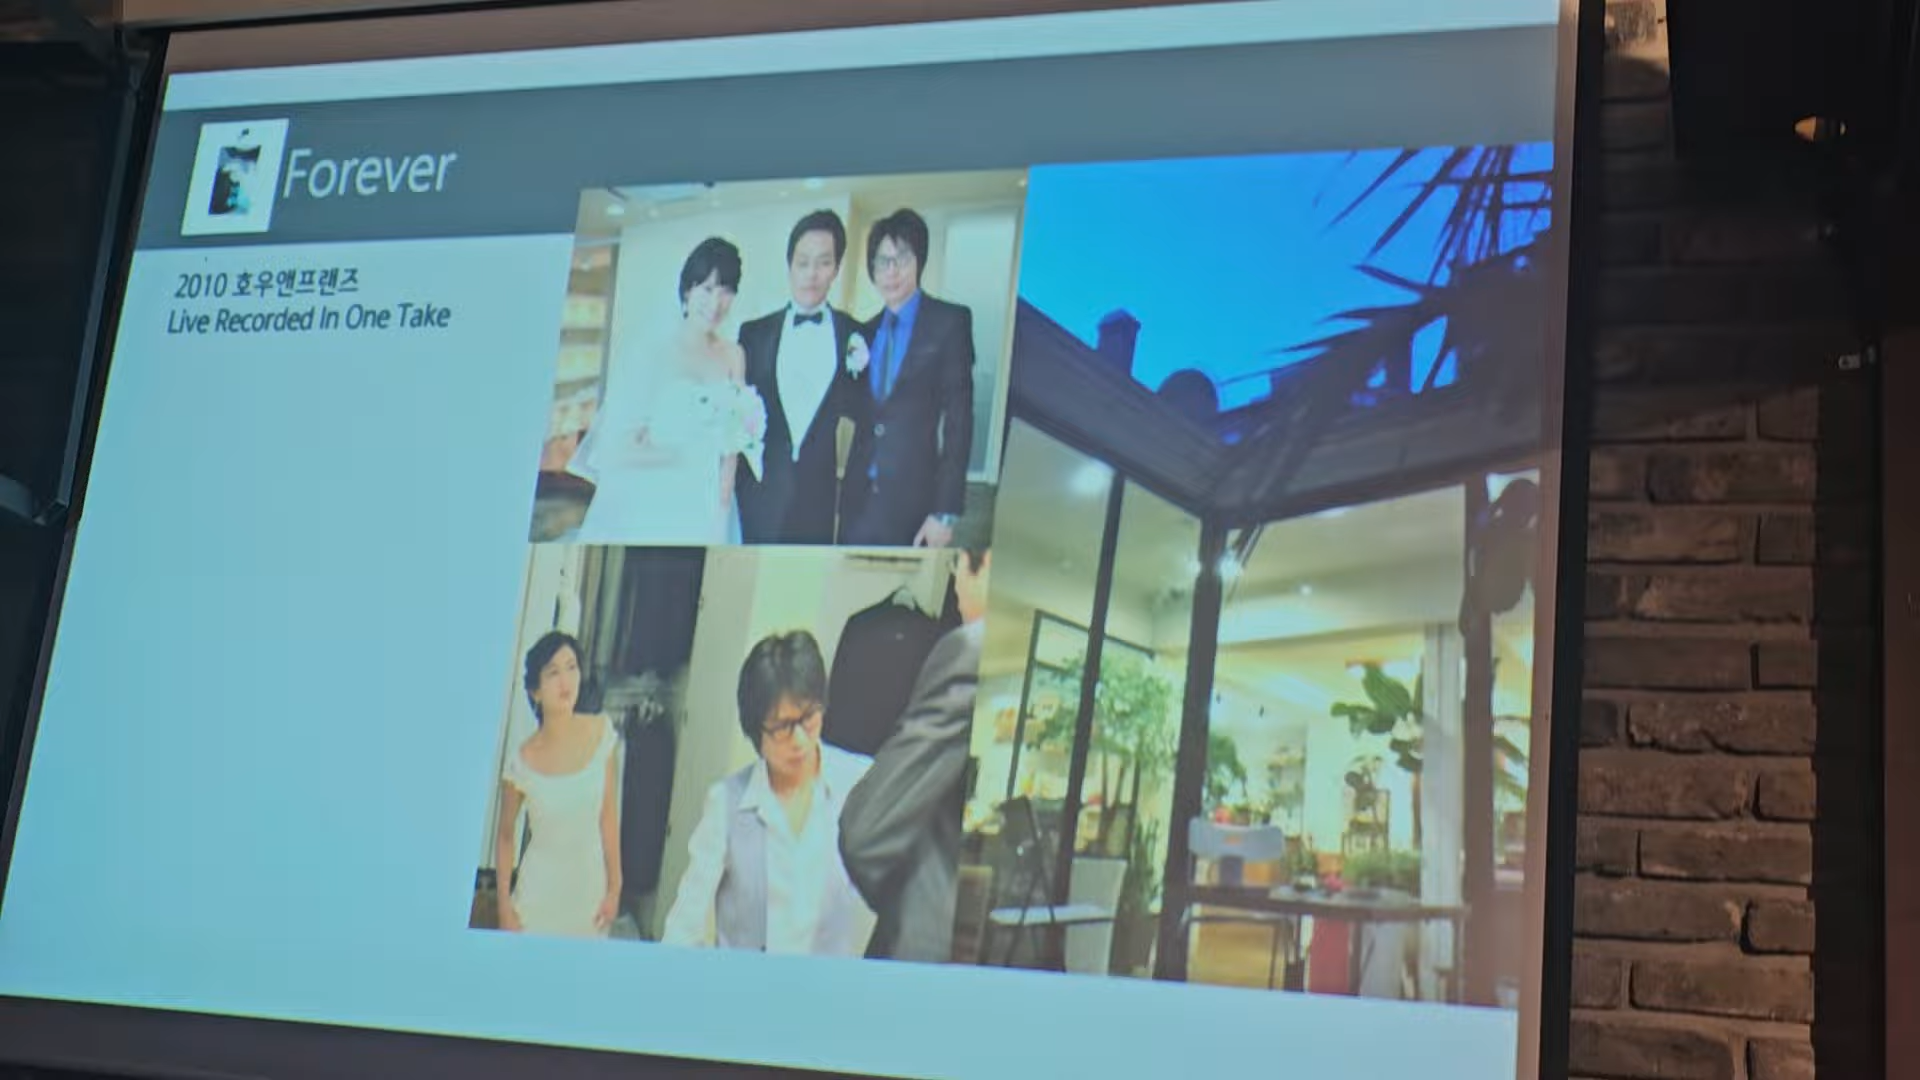 Forever
2010 호우앤프랜즈
Live Recorded In One Take